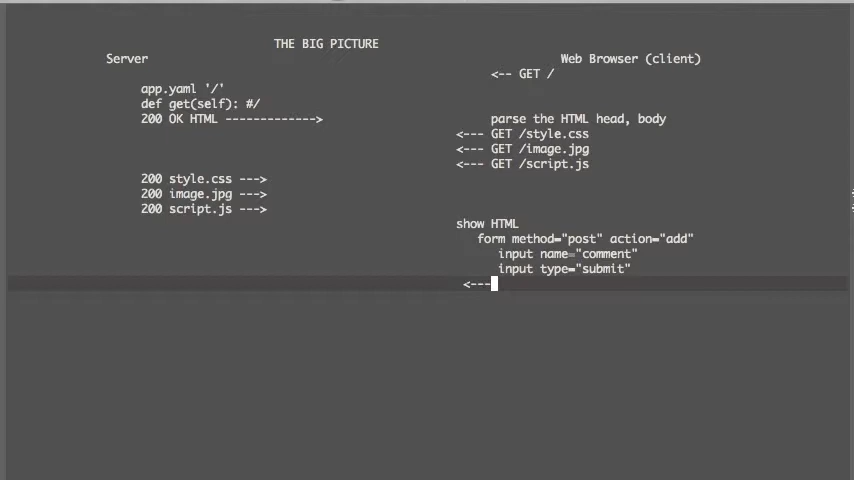 THE BIG PICTURE
Server Web Browser (client)
<-- GET /
app.yaml '/'
def get(self): #/
200 OK HTML -------------> parse the HTML head, body
<--- GET /style.css
<--- GET /image.jpg
<--- GET /script.js
200 style.css --->
200 image.jpg --->
200 script.js --->
show HTML
form method="post" action="add"
input name="comment"
input type="submit"
<---